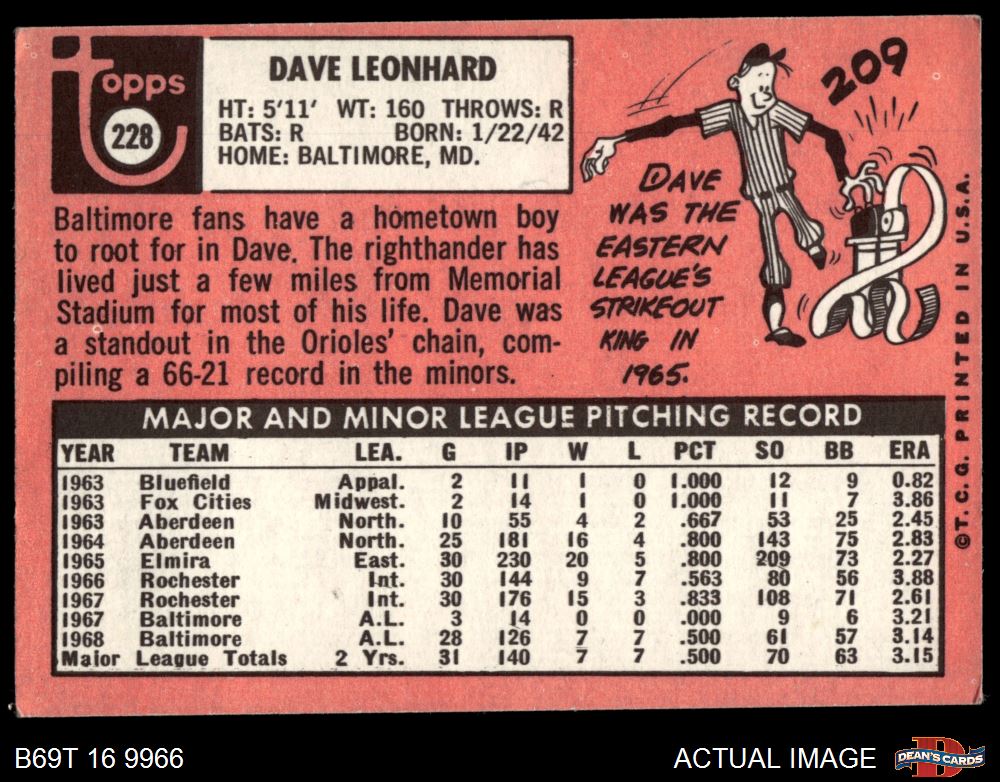 topps
228
DAVE LEONHARD
HT: 5'11' WT: 160 THROWS: R
BATS: R BORN: 1/22/42
HOME: BALTIMORE, MD.
Baltimore fans have a hometown boy
to root for in Dave. The righthander has
lived just a few miles from Memorial
Stadium for most of his life. Dave was
a standout in the Orioles' chain, com-
piling a 66-21 record in the minors.
209
DAVE
WAS THE
EASTERN
LEAGUE'S
STRIKEOUT
KING IN
1965.
©T.C.G. PRINTED IN U.S.A.
MAJOR AND MINOR LEAGUE PITCHING RECORD
YEAR TEAM LEA. G IP W L PCT SO BB ERA
1963 Bluefield Appal. 2 11 1 0 1.000 12 9 0.82
1963 Fox Cities Midwest. 2 14 1 0 1.000 11 7 3.86
1963 Aberdeen North. 10 55 4 2 .667 53 25 2.45
1964 Aberdeen North. 25 181 16 4 .800 143 75 2.83
1965 Elmira East. 30 230 20 5 .800 209 73 2.27
1966 Rochester Int. 30 144 9 7 .563 80 56 3.88
1967 Rochester Int. 30 176 15 3 .833 108 71 2.61
1967 Baltimore A.L. 3 14 0 0 .000 9 6 3.21
1968 Baltimore A.L. 28 126 7 7 .500 61 57 3.14
Major League Totals 2 Yrs. 31 140 7 7 .500 70 63 3.15
B69T 16 9966
ACTUAL IMAGE
D
DEAN'S CARDS